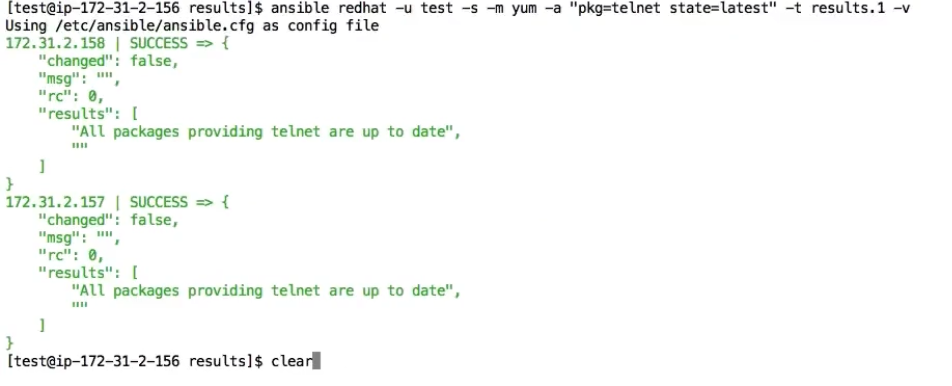 [test@ip-172-31-2-156 results]$ ansible redhat -u test -s -m yum -a "pkg=telnet state=latest" -t results.1 -v
Using /etc/ansible/ansible.cfg as config file
172.31.2.158 | SUCCESS => {
    "changed": false,
    "msg": "",
    "rc": 0,
    "results": [
        "All packages providing telnet are up to date",
        ""
    ]
}
172.31.2.157 | SUCCESS => {
    "changed": false,
    "msg": "",
    "rc": 0,
    "results": [
        "All packages providing telnet are up to date",
        ""
    ]
}
[test@ip-172-31-2-156 results]$ clear